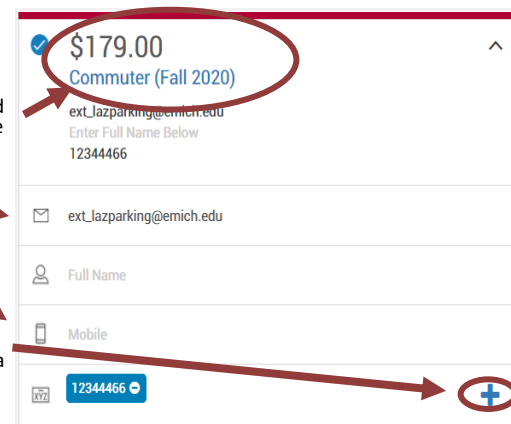 $179.00
Commuter (Fall 2020)
ext_lazparking@emich.edu
Enter Full Name Below
12344466
ext_lazparking@emich.edu
Full Name
Mobile
XYZ 12344466